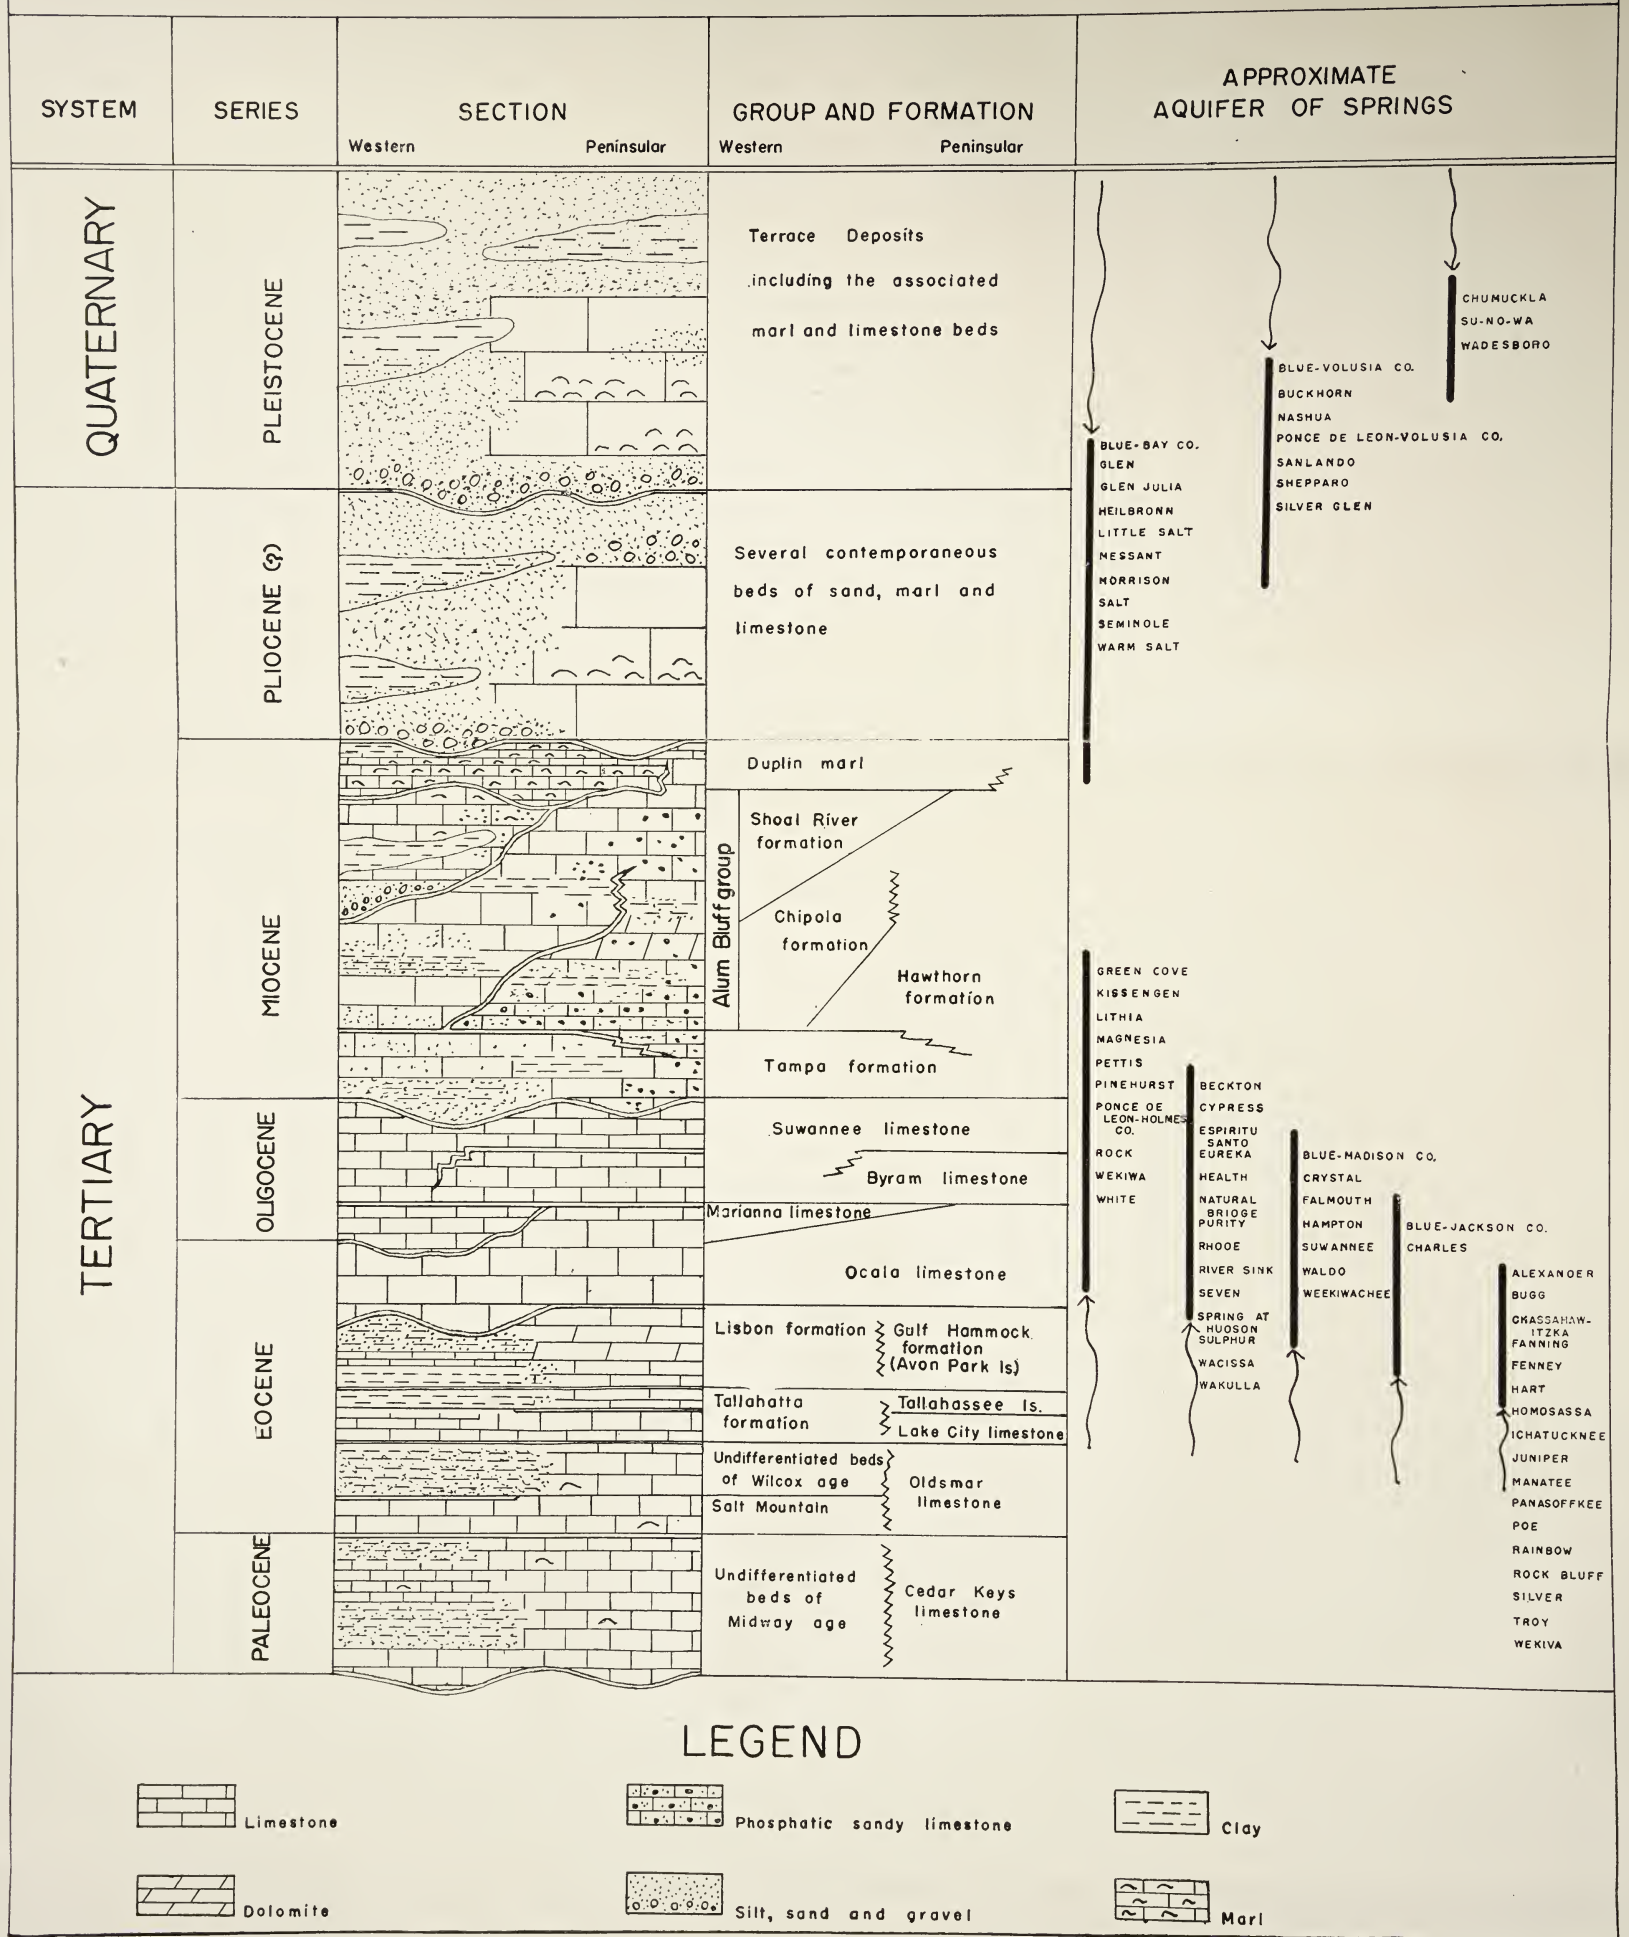 SYSTEM
SERIES
SECTION
Western Peninsular
GROUP AND FORMATION
Western Peninsular
APPROXIMATE
AQUIFER OF SPRINGS
QUATERNARY
TERTIARY
PLEISTOCENE
PLIOCENE (?)
MIOCENE
OLIGOCENE
EOCENE
PALEOCENE
Terrace Deposits
including the associated
marl and limestone beds
Several contemporaneous
beds of sand, marl and
limestone
Duplin marl
Alum Bluff group
Shoal River
formation
Chipola
formation
Hawthorn
formation
Tampa formation
Suwannee limestone
Byram limestone
Marianna limestone
Ocala limestone
Lisbon formation
Gulf Hammock
formation
(Avon Park ls.)
Tallahatta
formation
Tallahassee ls.
Lake City limestone
Undifferentiated beds
of Wilcox age
Salt Mountain
Oldsmar
limestone
Undifferentiated
beds of
Midway age
Cedar Keys
limestone
CHUMUCKLA
SU-NO-WA
WADESBORO
BLUE-VOLUSIA CO.
BUCKHORN
NASHUA
PONCE DE LEON-VOLUSIA CO.
SANLANDO
SHEPPARD
SILVER GLEN
BLUE-BAY CO.
GLEN
GLEN JULIA
HEILBRONN
LITTLE SALT
MESSANT
MORRISON
SALT
SEMINOLE
WARM SALT
GREEN COVE
KISSENGEN
LITHIA
MAGNESIA
PETTIS
PINEHURST
PONCE DE
LEON-HOLMES
CO.
ROCK
WEKIWA
WHITE
BECKTON
CYPRESS
ESPIRITU
SANTO
EUREKA
HEALTH
NATURAL
BRIDGE
PURITY
RHODE
RIVER SINK
SEVEN
SPRING AT
HUDSON
SULPHUR
WACISSA
WAKULLA
BLUE-MADISON CO.
CRYSTAL
FALMOUTH
HAMPTON
SUWANNEE
WALDO
WEEKIWACHEE
BLUE-JACKSON CO.
CHARLES
ALEXANDER
BUGG
CHASSAHAW-
ITZKA
FANNING
FENNEY
HART
HOMOSASSA
ICHATUCKNEE
JUNIPER
MANATEE
PANASOFFKEE
POE
RAINBOW
ROCK BLUFF
SILVER
TROY
WEKIVA
LEGEND
Limestone
Phosphatic sandy limestone
Clay
Dolomite
Silt, sand and gravel
Marl